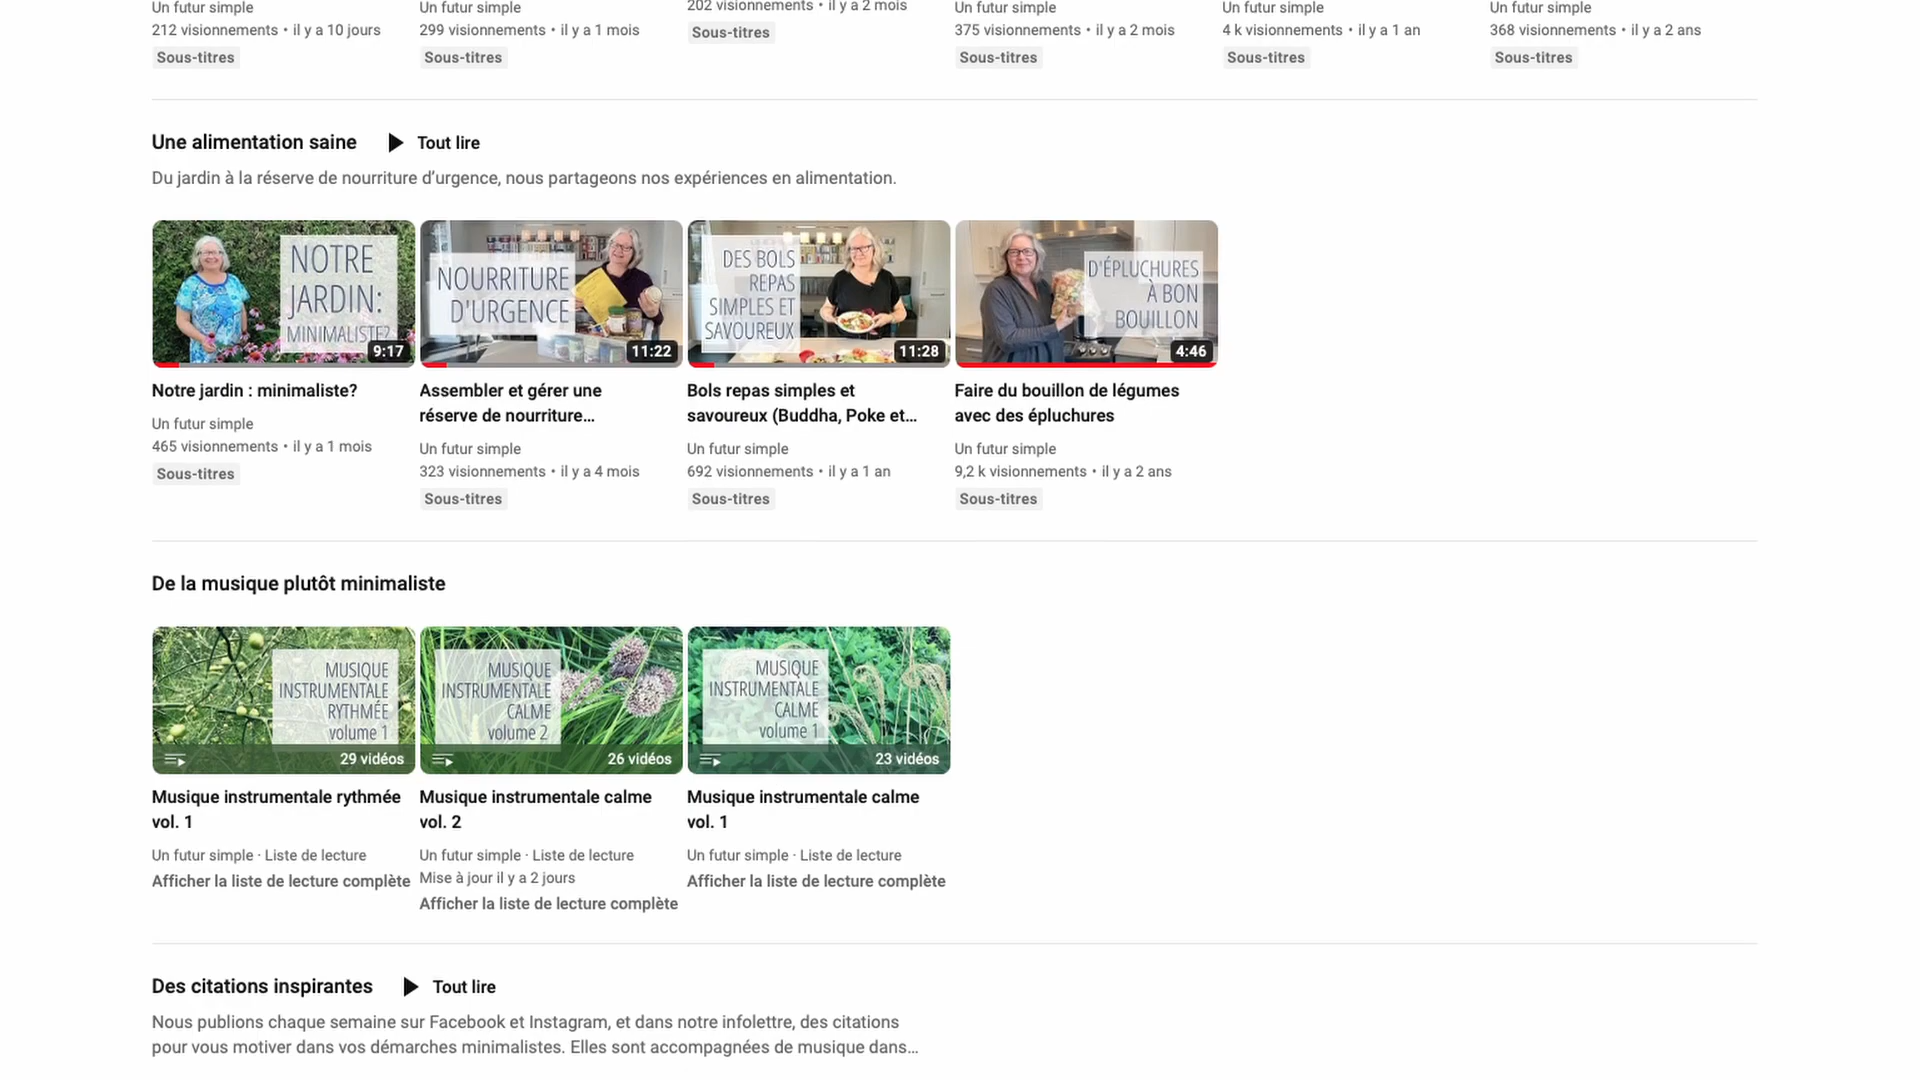 Un futur simple
212 visionnements • il y a 10 jours
Sous-titres
Un futur simple
299 visionnements • il y a 1 mois
Sous-titres
202 visionnements • il y a 2 mois
Sous-titres
Un futur simple
375 visionnements • il y a 2 mois
Sous-titres
Un futur simple
4 k visionnements • il y a 1 an
Sous-titres
Un futur simple
368 visionnements • il y a 2 ans
Sous-titres
Une alimentation saine
Tout lire
Du jardin à la réserve de nourriture d’urgence, nous partageons nos expériences en alimentation.
NOTRE
JARDIN:
MINIMALISTE?
9:17
Notre jardin : minimaliste?
Un futur simple
465 visionnements • il y a 1 mois
Sous-titres
NOURRITURE
D'URGENCE
11:22
Assembler et gérer une
réserve de nourriture...
Un futur simple
323 visionnements • il y a 4 mois
Sous-titres
DES BOLS
REPAS
SIMPLES ET
SAVOUREUX
11:28
Bols repas simples et
savoureux (Buddha, Poke et...
Un futur simple
692 visionnements • il y a 1 an
Sous-titres
D'ÉPLUCHURES
À BON
BOUILLON
4:46
Faire du bouillon de légumes
avec des épluchures
Un futur simple
9,2 k visionnements • il y a 2 ans
Sous-titres
De la musique plutôt minimaliste
MUSIQUE
INSTRUMENTALE
RYTHMÉE
volume 1
29 vidéos
Musique instrumentale rythmée
vol. 1
Un futur simple · Liste de lecture
Afficher la liste de lecture complète
MUSIQUE
INSTRUMENTALE
CALME
volume 2
26 vidéos
Musique instrumentale calme
vol. 2
Un futur simple · Liste de lecture
Mise à jour il y a 2 jours
Afficher la liste de lecture complète
MUSIQUE
INSTRUMENTALE
CALME
volume 1
23 vidéos
Musique instrumentale calme
vol. 1
Un futur simple · Liste de lecture
Afficher la liste de lecture complète
Des citations inspirantes
Tout lire
Nous publions chaque semaine sur Facebook et Instagram, et dans notre infolettre, des citations
pour vous motiver dans vos démarches minimalistes. Elles sont accompagnées de musique dans...